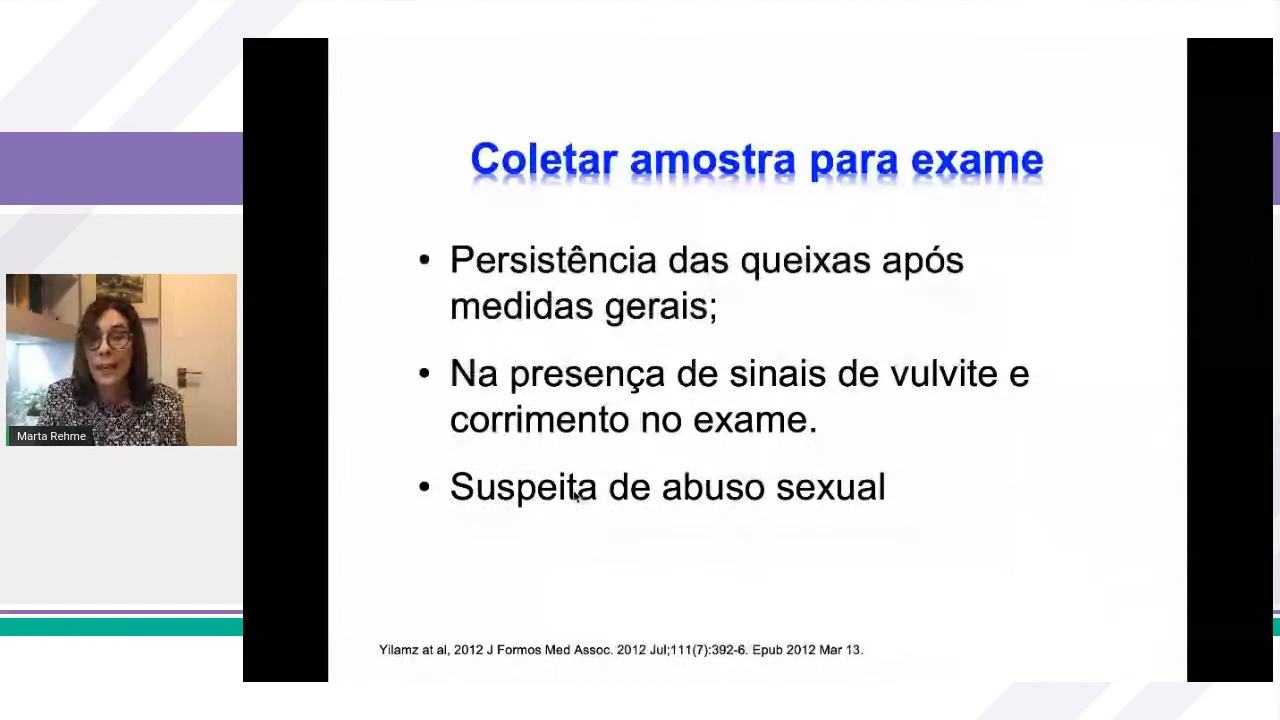 Coletar amostra para exame
• Persistência das queixas após
medidas gerais;
• Na presença de sinais de vulvite e
corrimento no exame.
• Suspeita de abuso sexual
Marta Rehme
Yilamz at al, 2012 J Formos Med Assoc. 2012 Jul;111(7):392-6. Epub 2012 Mar 13.